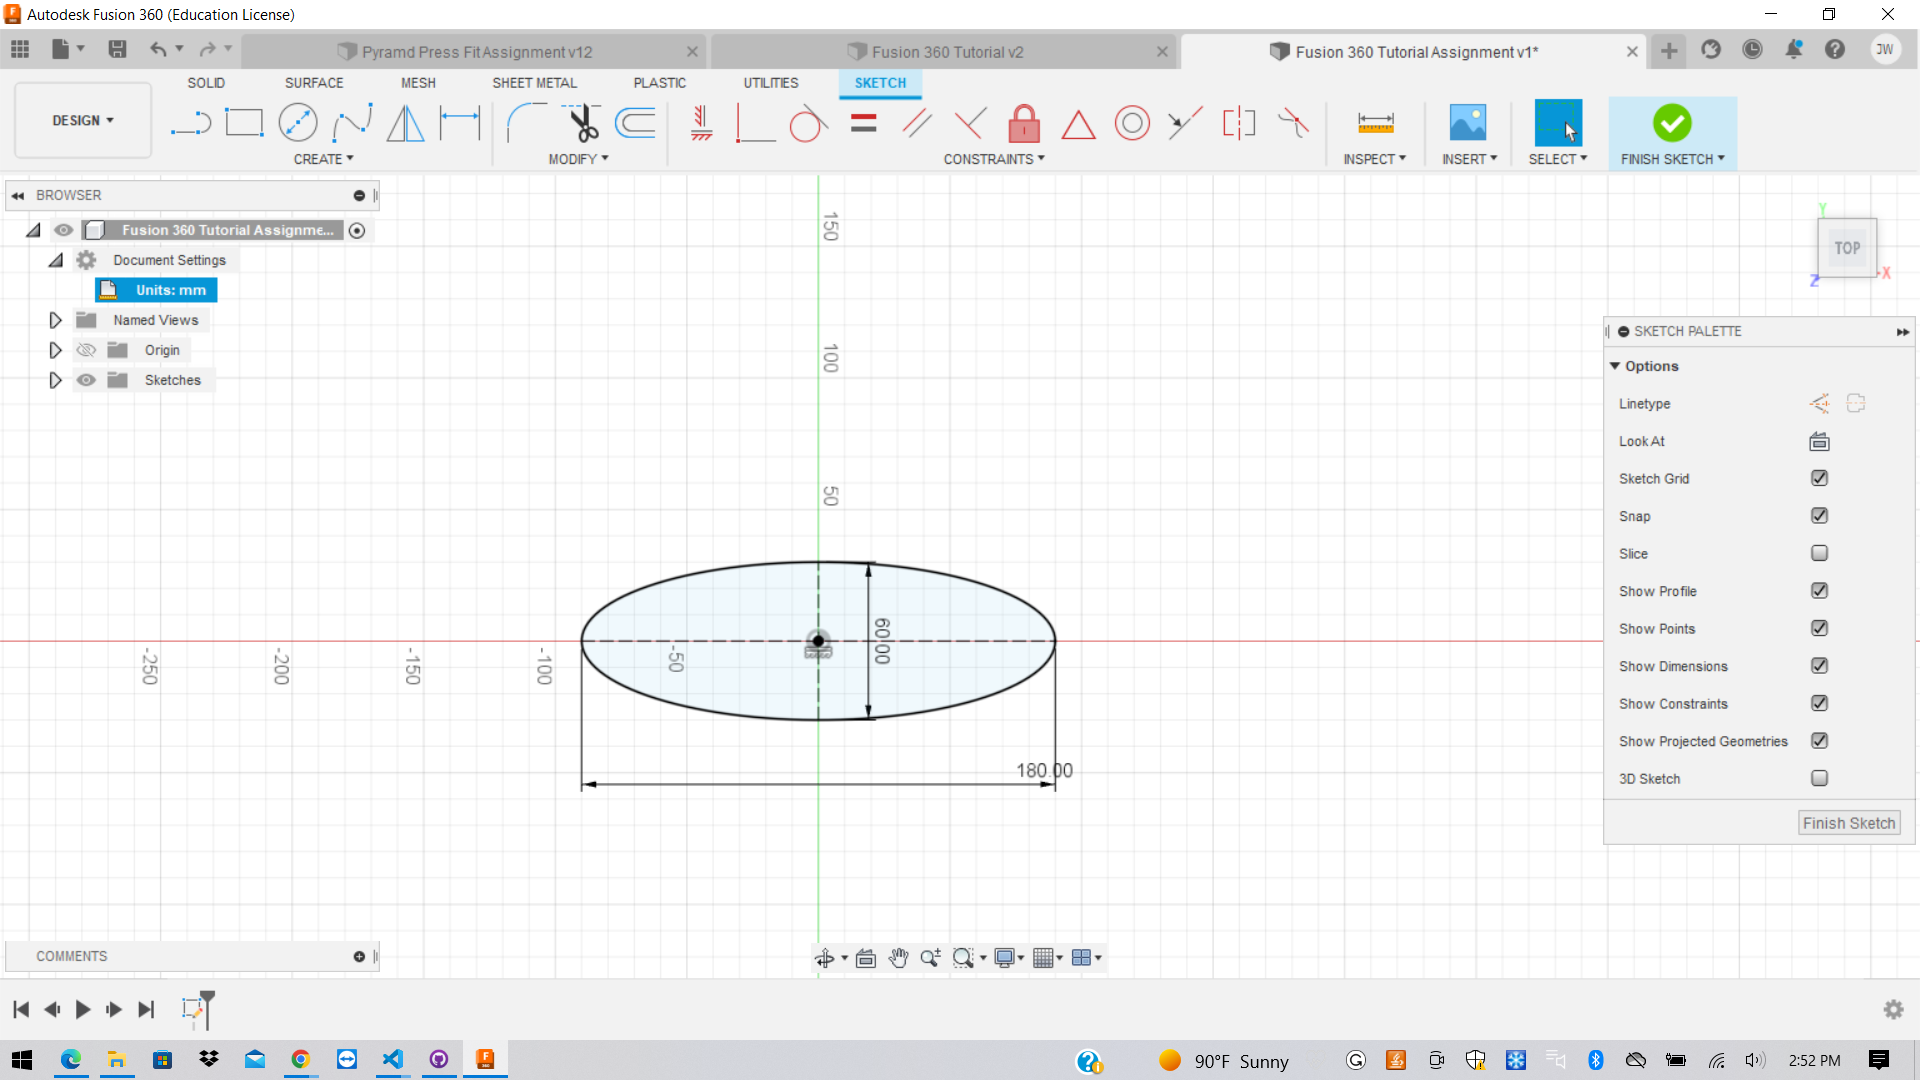 Autodesk Fusion 360 (Education License)
Pyramd Press Fit Assignment v12
Fusion 360 Tutorial v2
Fusion 360 Tutorial Assignment v1*
JW
DESIGN
SOLID
SURFACE
MESH
SHEET METAL
PLASTIC
UTILITIES
SKETCH
CREATE
MODIFY
CONSTRAINTS
INSPECT
INSERT
SELECT
FINISH SKETCH
BROWSER
Fusion 360 Tutorial Assignme...
Document Settings
Units: mm
Named Views
Origin
Sketches
150
100
50
-250
-200
-150
-100
-50
60.00
180.00
Y
TOP
Z
X
SKETCH PALETTE
Options
Linetype
Look At
Sketch Grid
Snap
Slice
Show Profile
Show Points
Show Dimensions
Show Constraints
Show Projected Geometries
3D Sketch
Finish Sketch
COMMENTS
90°F Sunny
2:52 PM